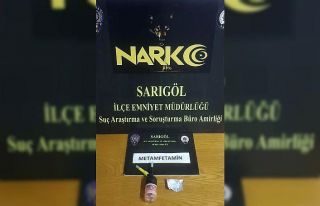 NARKO
SARIGÖL
İLÇE EMNİYET MÜDÜRLÜĞÜ
Suç Araştırma ve Soruşturma Büro Amirliği
SARIGÖL
METAMFETAMİN